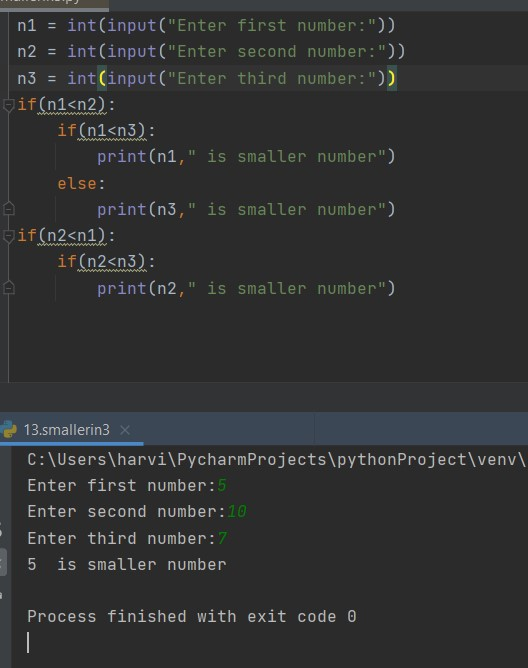 n1 = int(input("Enter first number:"))
n2 = int(input("Enter second number:"))
n3 = int(input("Enter third number:"))
if(n1<n2):
    if(n1<n3):
        print(n1," is smaller number")
    else:
        print(n3," is smaller number")
if(n2<n1):
    if(n2<n3):
        print(n2," is smaller number")
13.smallerin3
C:\Users\harvi\PycharmProjects\pythonProject\venv\
Enter first number:5
Enter second number:10
Enter third number:7
5  is smaller number
Process finished with exit code 0